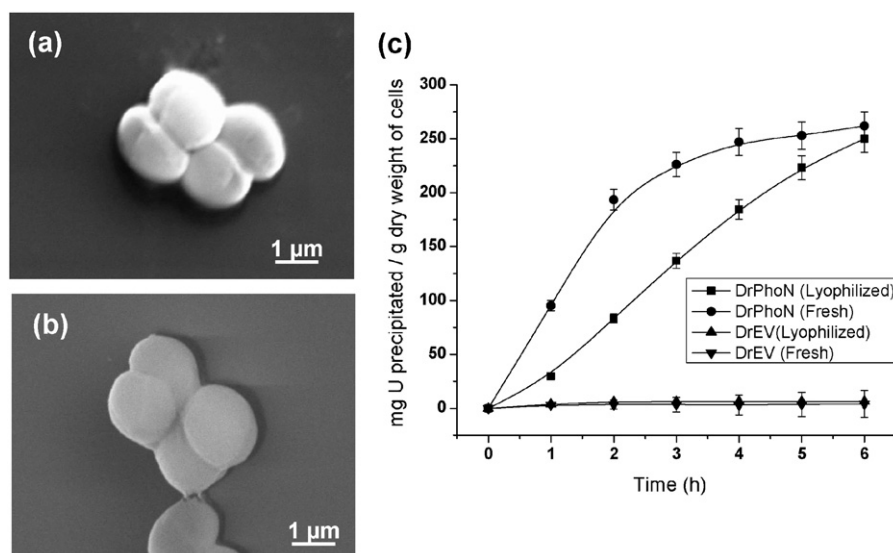 (a)
1 µm
(b)
1 µm
(c)
mg U precipitated / g dry weight of cells
300
250
200
150
100
50
0
DrPhoN (Lyophilized)
DrPhoN (Fresh)
DrEV(Lyophilized)
DrEV (Fresh)
0 1 2 3 4 5 6
Time (h)